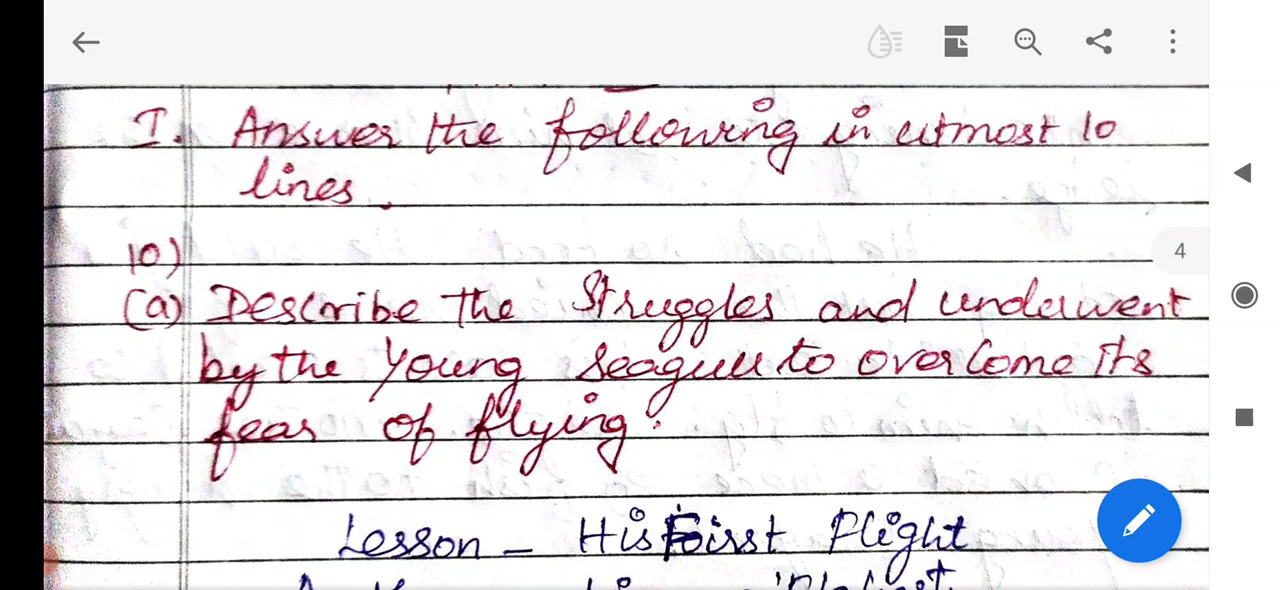 I. Answer the following in utmost 10
lines.
4
10)
(a) Describe the Struggles and underwent
by the Young Seagull to overcome its
fear of flying.
Lesson - His First Flight